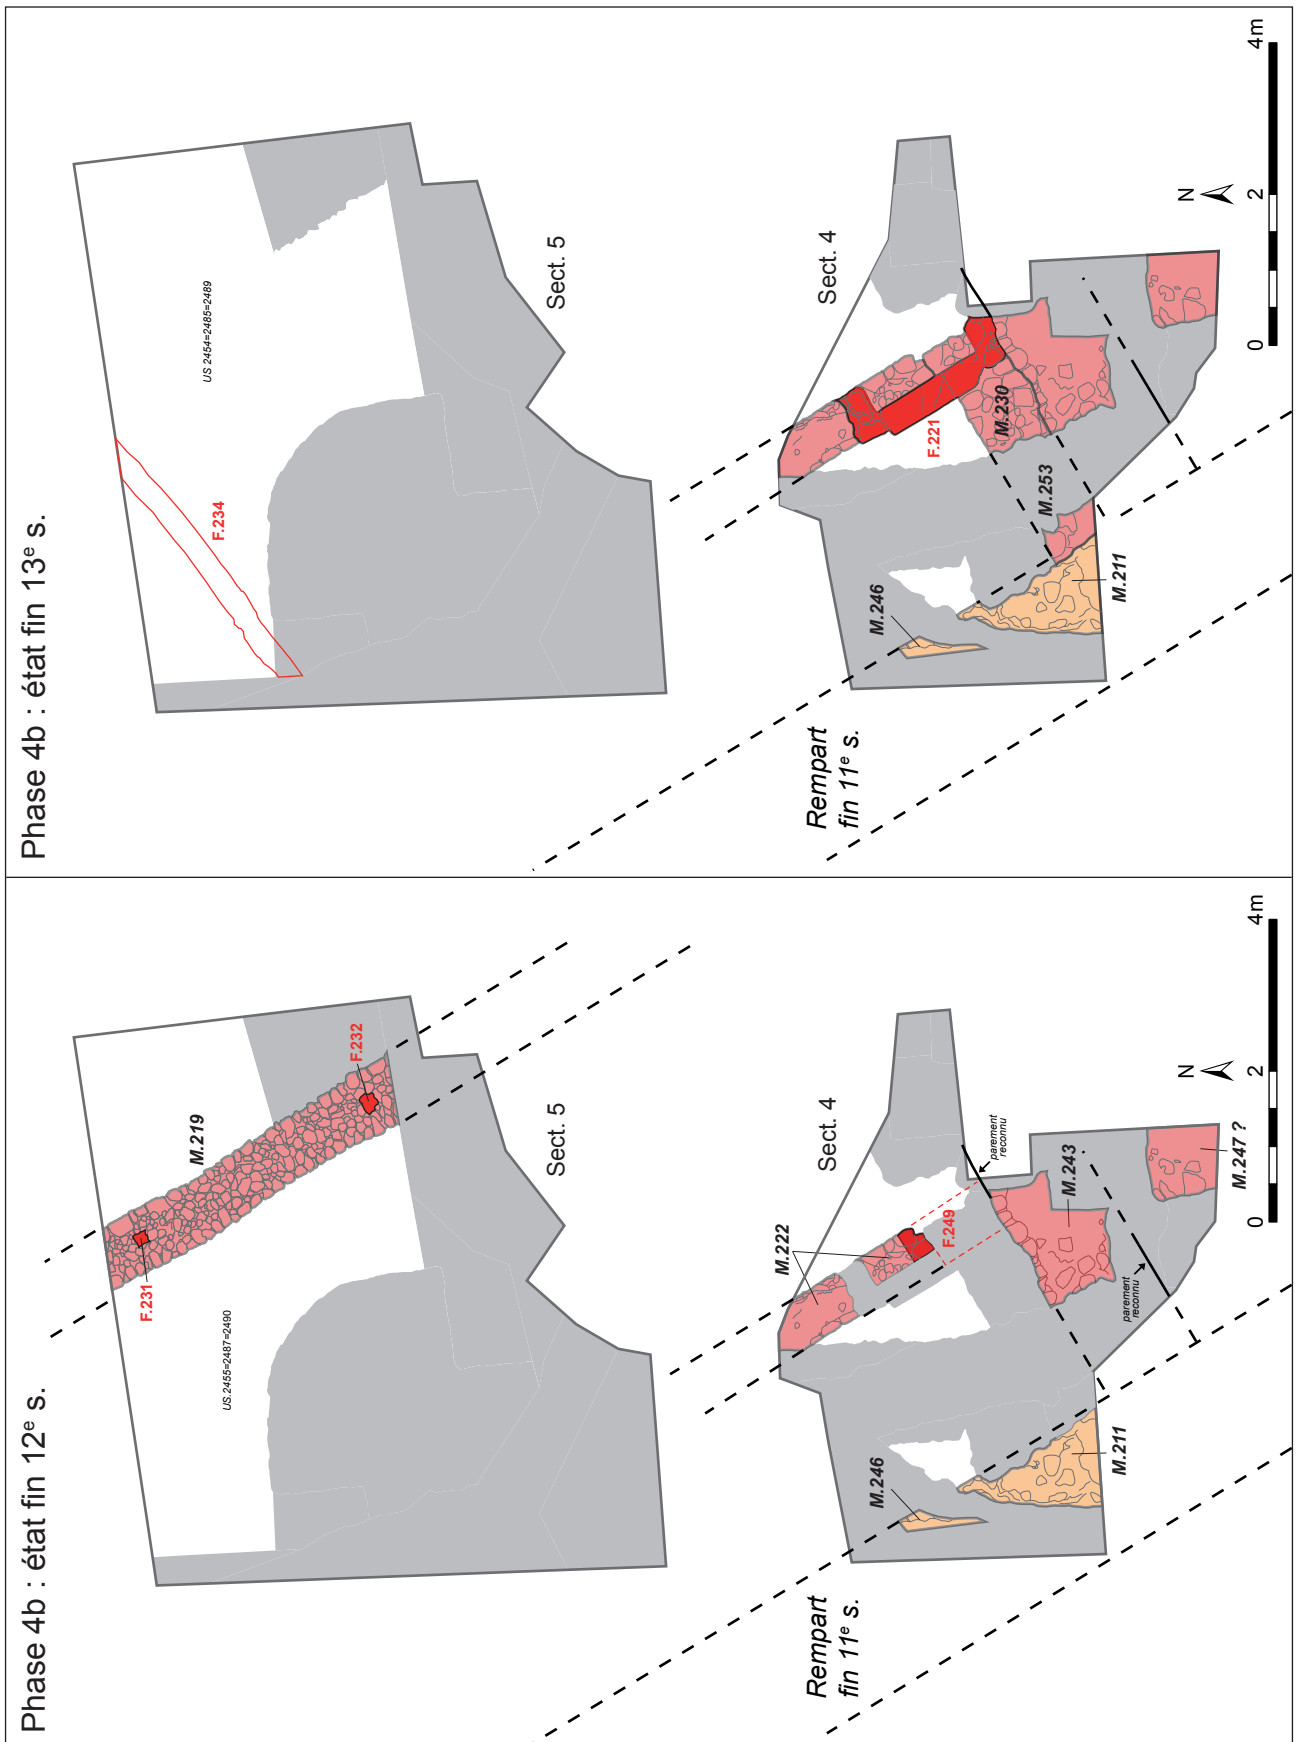 Phase 4b : état fin 12e s.
M.219
F.231
F.232
US.2455=2487=2490
Sect. 5
Sect. 4
M.222
F.249
parement
reconnu
M.243
parement
reconnu
M.247 ?
M.246
M.211
Rempart
fin 11e s.
N
0
2
4m
Phase 4b : état fin 13e s.
US 2454=2485=2489
F.234
Sect. 5
Sect. 4
F.221
M.230
M.253
M.246
M.211
Rempart
fin 11e s.
N
0
2
4m